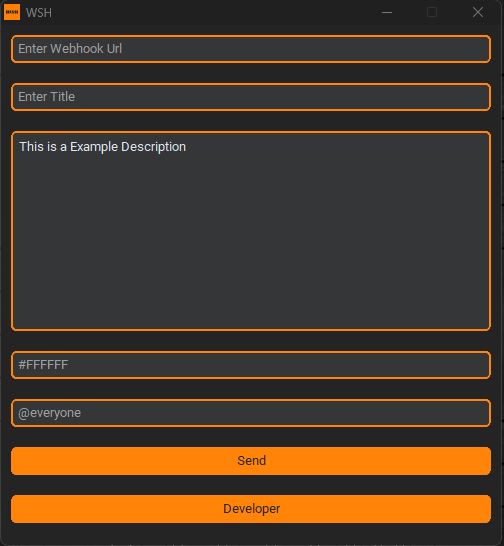 WSH
Enter Webhook Url
Enter Title
This is a Example Description
#FFFFFF
@everyone
Send
Developer